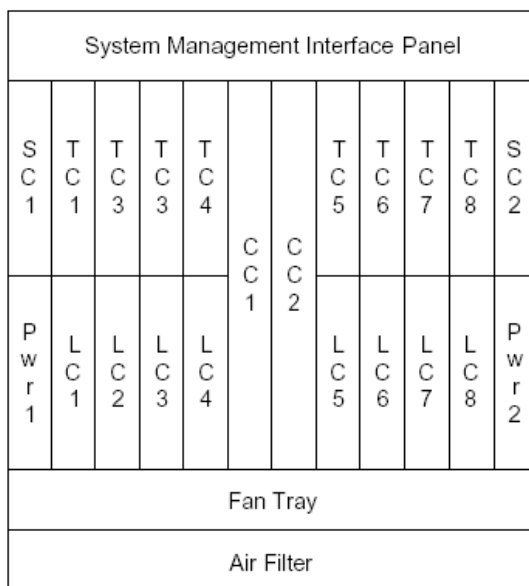 System Management Interface Panel
SC1
TC1
TC3
TC3
TC4
CC1
CC2
TC5
TC6
TC7
TC8
SC2
Pwr1
LC1
LC2
LC3
LC4
LC5
LC6
LC7
LC8
Pwr2
Fan Tray
Air Filter